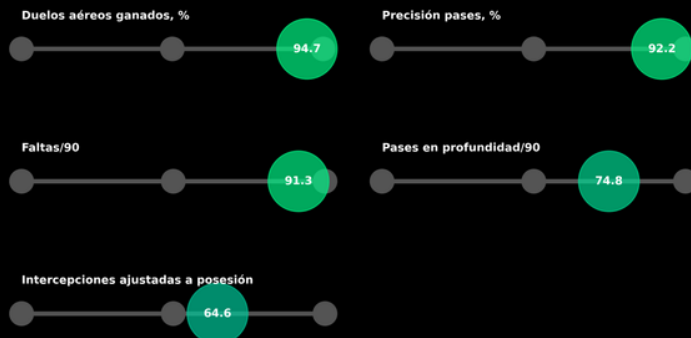 Duelos aéreos ganados, %
Precisión pases, %
94.7
92.2
Faltas/90
Pases en profundidad/90
91.3
74.8
Intercepciones ajustadas a posesión
64.6